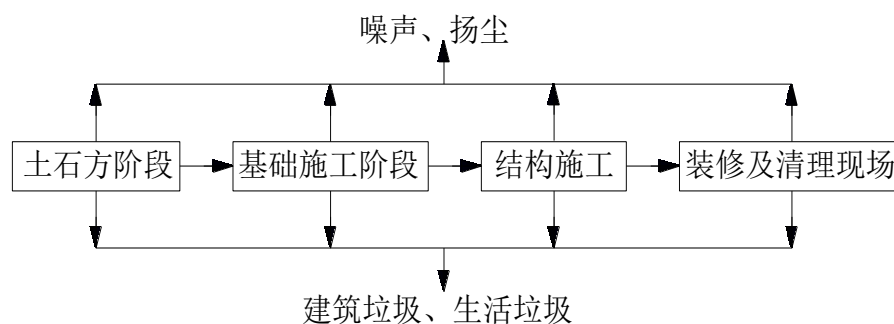 噪声、扬尘
土石方阶段
基础施工阶段
结构施工
装修及清理现场
建筑垃圾、生活垃圾